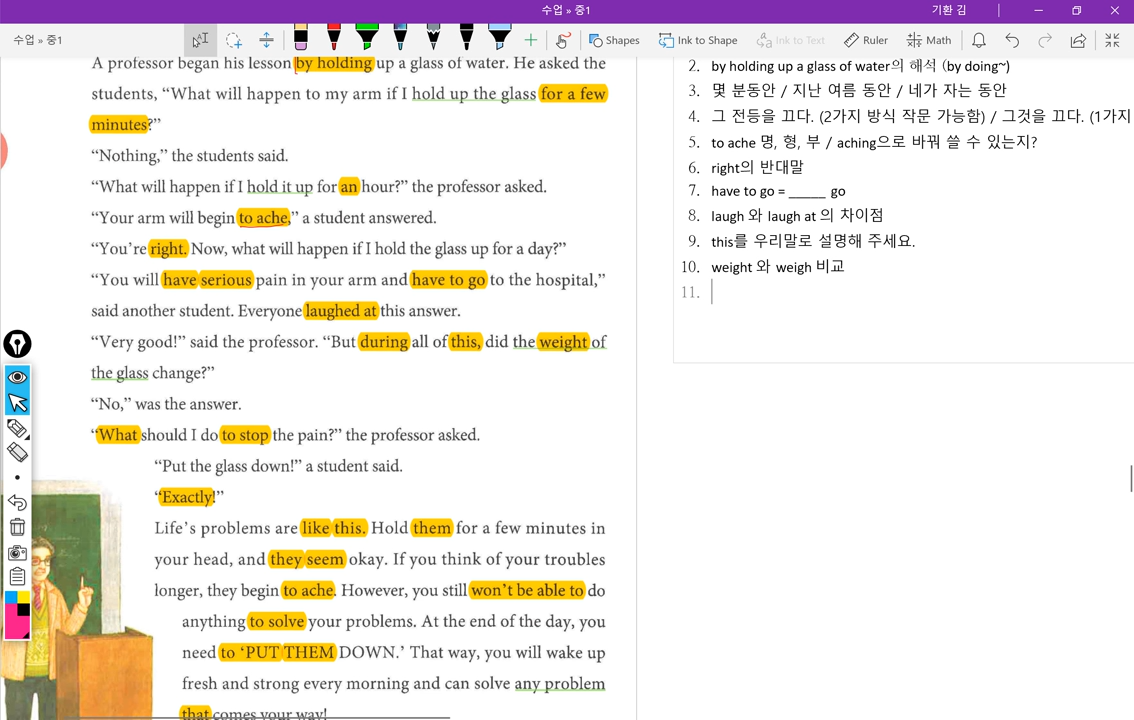 수업 » 중1
기환 김
수업 » 중1
Shapes
Ink to Shape
Ink to Text
Ruler
Math
A professor began his lesson by holding up a glass of water. He asked the
students, “What will happen to my arm if I hold up the glass for a few
minutes?”
“Nothing,” the students said.
“What will happen if I hold it up for an hour?” the professor asked.
“Your arm will begin to ache,” a student answered.
“You’re right. Now, what will happen if I hold the glass up for a day?”
“You will have serious pain in your arm and have to go to the hospital,”
said another student. Everyone laughed at this answer.
“Very good!” said the professor. “But during all of this, did the weight of
the glass change?”
“No,” was the answer.
“What should I do to stop the pain?” the professor asked.
“Put the glass down!” a student said.
“Exactly!”
Life’s problems are like this. Hold them for a few minutes in
your head, and they seem okay. If you think of your troubles
longer, they begin to ache. However, you still won’t be able to do
anything to solve your problems. At the end of the day, you
need to ‘PUT THEM DOWN.’ That way, you will wake up
fresh and strong every morning and can solve any problem
that comes your way!
2. by holding up a glass of water의 해석 (by doing~)
3. 몇 분동안 / 지난 여름 동안 / 네가 자는 동안
4. 그 전등을 끄다. (2가지 방식 작문 가능함) / 그것을 끄다. (1가지
5. to ache 명, 형, 부 / aching으로 바꿔 쓸 수 있는지?
6. right의 반대말
7. have to go = _____ go
8. laugh 와 laugh at 의 차이점
9. this를 우리말로 설명해 주세요.
10. weight 와 weigh 비교
11.